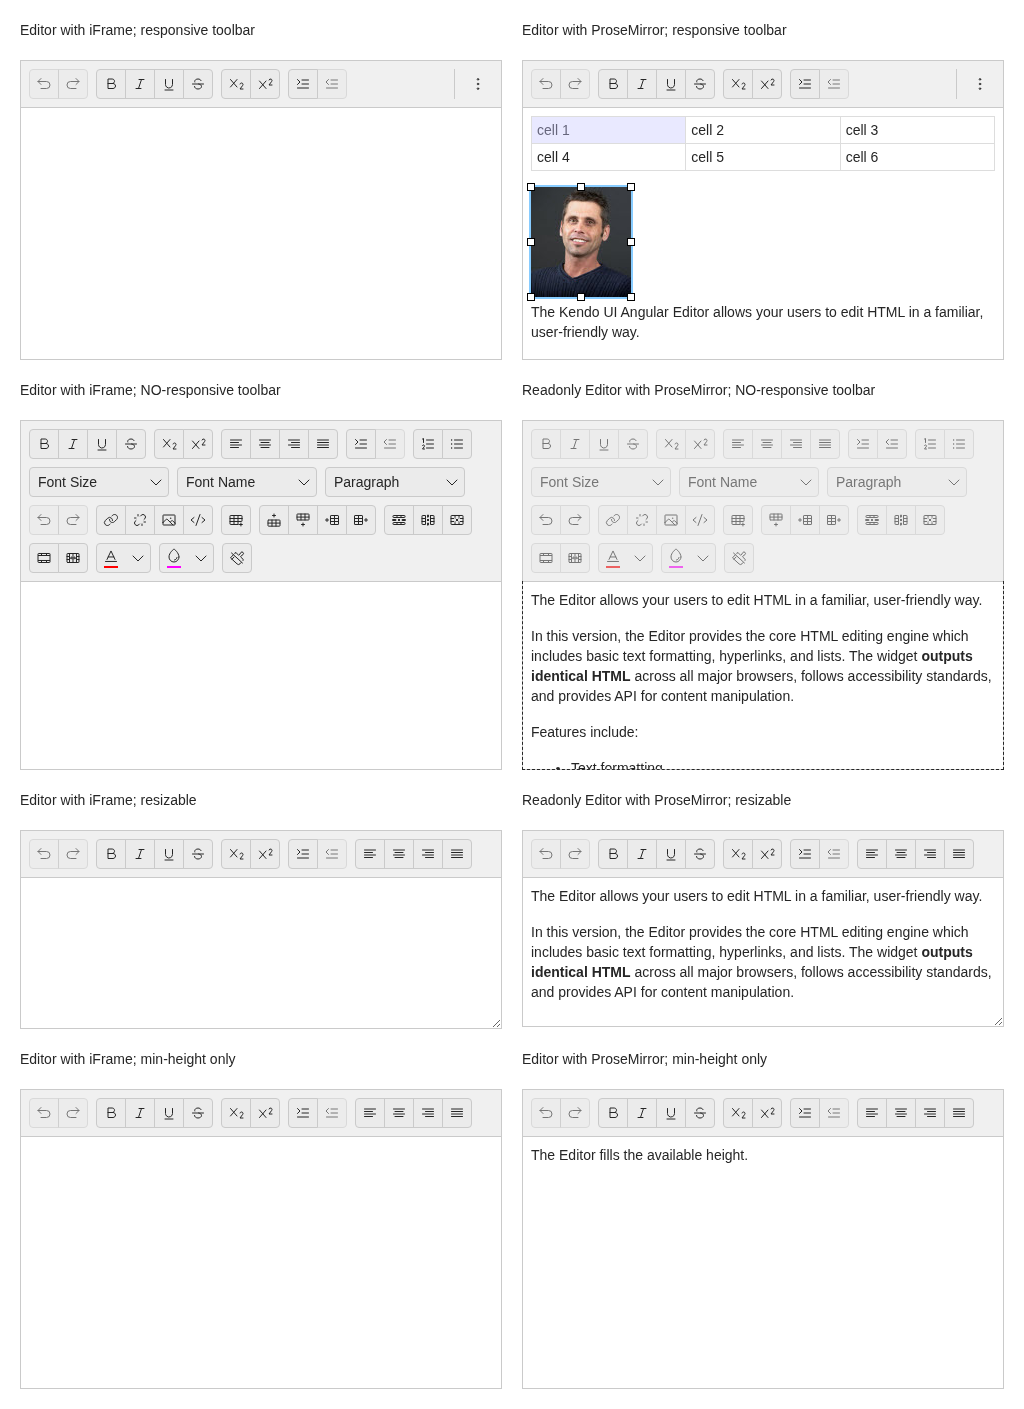 Editor with iFrame; responsive toolbar
Editor with ProseMirror; responsive toolbar
cell 1 cell 2 cell 3
cell 4 cell 5 cell 6
The Kendo UI Angular Editor allows your users to edit HTML in a familiar,
user-friendly way.
Editor with iFrame; NO-responsive toolbar
Font Size Font Name Paragraph
Readonly Editor with ProseMirror; NO-responsive toolbar
Font Size Font Name Paragraph
The Editor allows your users to edit HTML in a familiar, user-friendly way.
In this version, the Editor provides the core HTML editing engine which
includes basic text formatting, hyperlinks, and lists. The widget outputs
identical HTML across all major browsers, follows accessibility standards,
and provides API for content manipulation.
Features include:
• Text formatting
Editor with iFrame; resizable
Readonly Editor with ProseMirror; resizable
The Editor allows your users to edit HTML in a familiar, user-friendly way.
In this version, the Editor provides the core HTML editing engine which
includes basic text formatting, hyperlinks, and lists. The widget outputs
identical HTML across all major browsers, follows accessibility standards,
and provides API for content manipulation.
Editor with iFrame; min-height only
Editor with ProseMirror; min-height only
The Editor fills the available height.